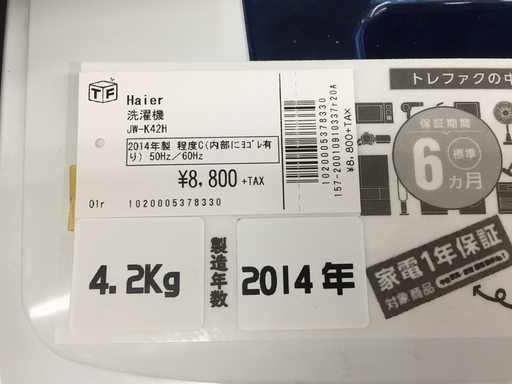 TF
Haier
洗濯機
JW-K42H
2014年製 程度C(内部にﾖｺﾞﾚ有
り) 50Hz/60Hz
¥8,800 +TAX
01r 1020005378330
1020005378330
157-20010910337r20A
¥8,800+TAX
4.2Kg
製造年数
2014年
トレファクの中
保証期間
標準
6
カ月
家電1年保証
対象商品